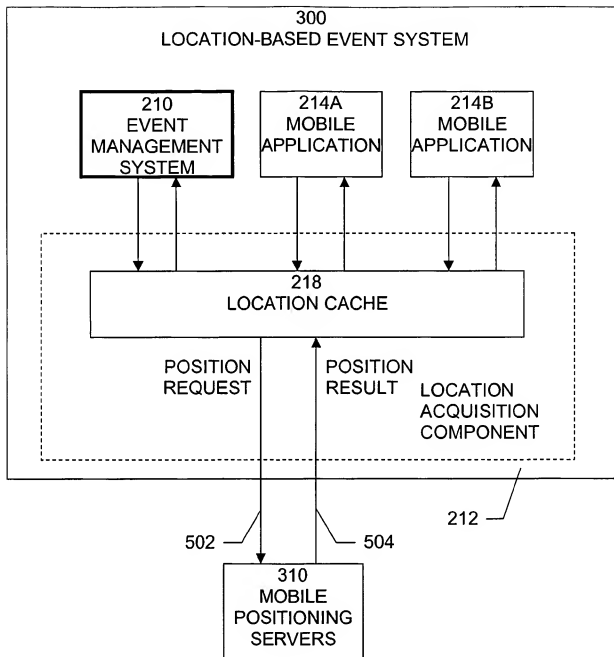 300
LOCATION-BASED EVENT SYSTEM
210
EVENT
MANAGEMENT
SYSTEM
214A
MOBILE
APPLICATION
214B
MOBILE
APPLICATION
218
LOCATION CACHE
POSITION
REQUEST
POSITION
RESULT
LOCATION
ACQUISITION
COMPONENT
212
502
504
310
MOBILE
POSITIONING
SERVERS